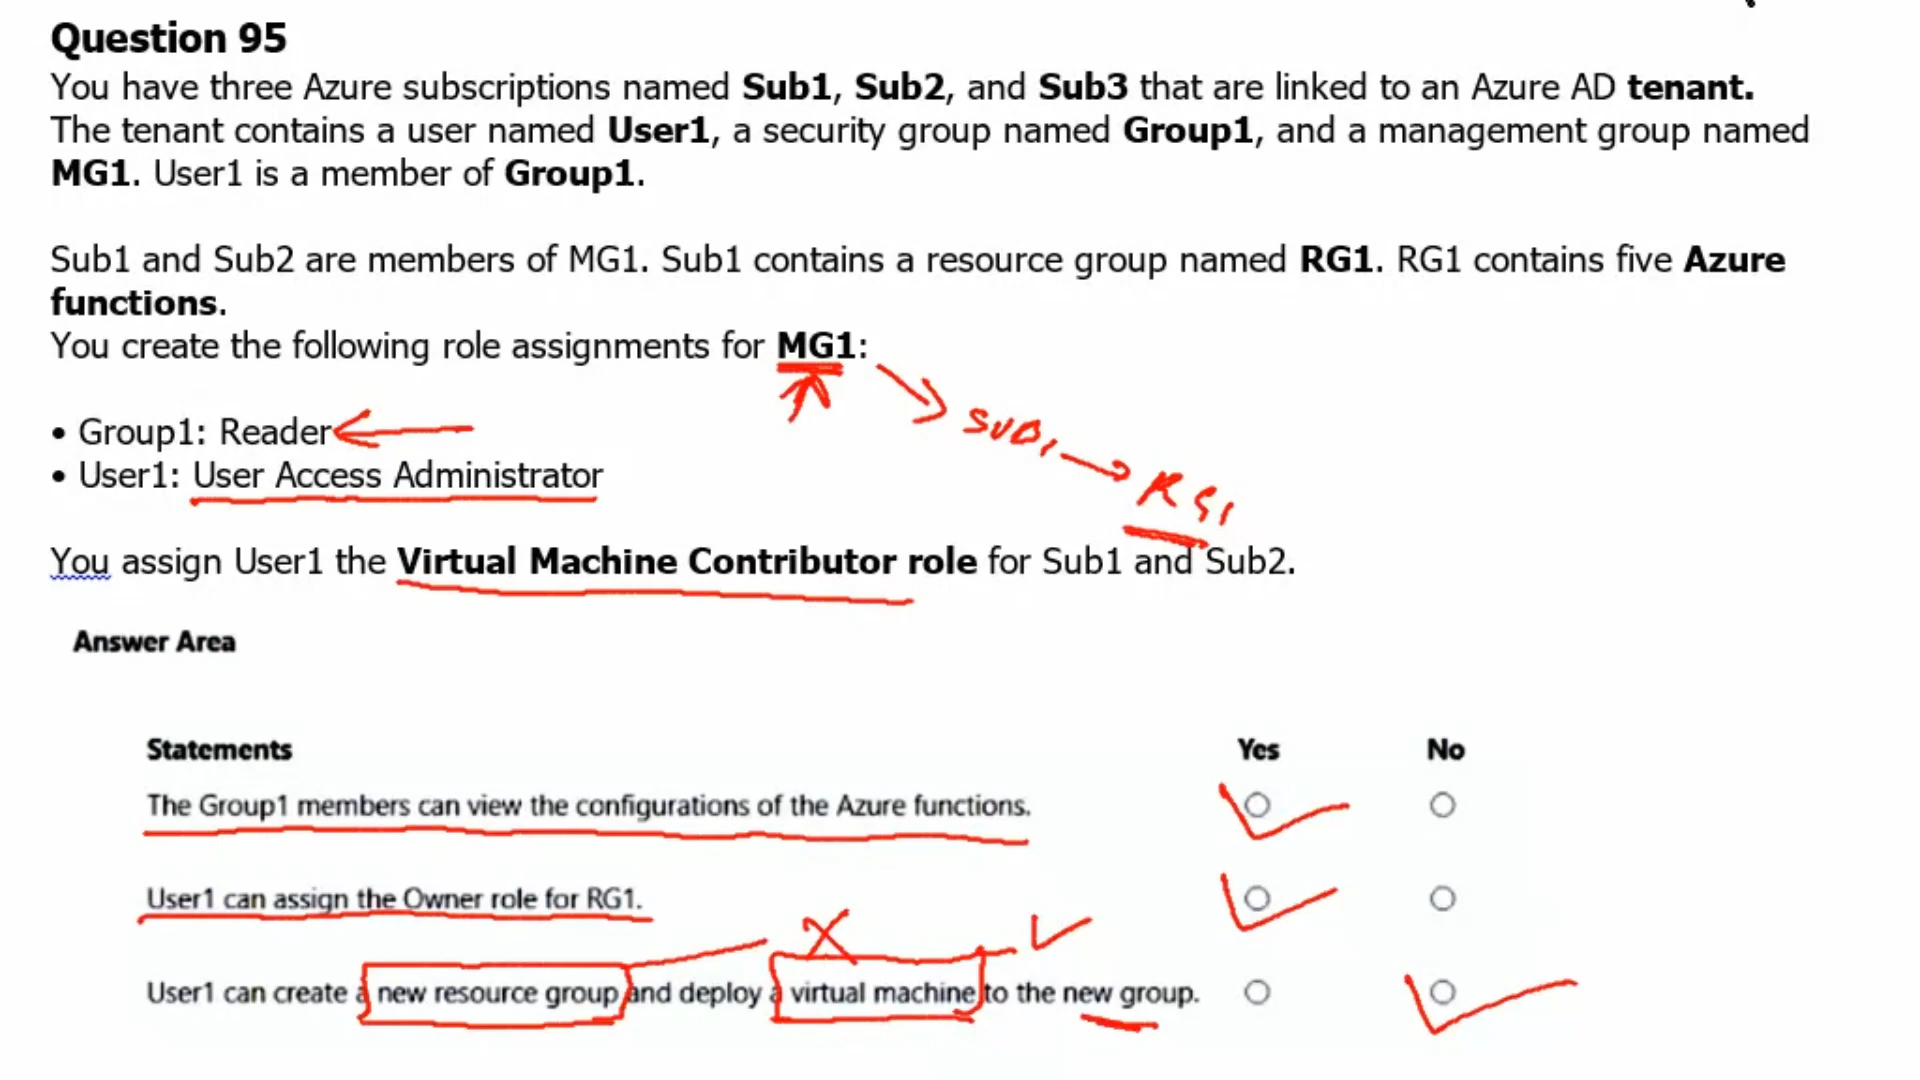 Question 95
You have three Azure subscriptions named Sub1, Sub2, and Sub3 that are linked to an Azure AD tenant.
The tenant contains a user named User1, a security group named Group1, and a management group named
MG1. User1 is a member of Group1.
Sub1 and Sub2 are members of MG1. Sub1 contains a resource group named RG1. RG1 contains five Azure
functions.
You create the following role assignments for MG1:
• Group1: Reader
SUB1
• User1: User Access Administrator
RG1
You assign User1 the Virtual Machine Contributor role for Sub1 and Sub2.
Answer Area
Statements Yes No
The Group1 members can view the configurations of the Azure functions.
User1 can assign the Owner role for RG1.
User1 can create a new resource group and deploy a virtual machine to the new group.